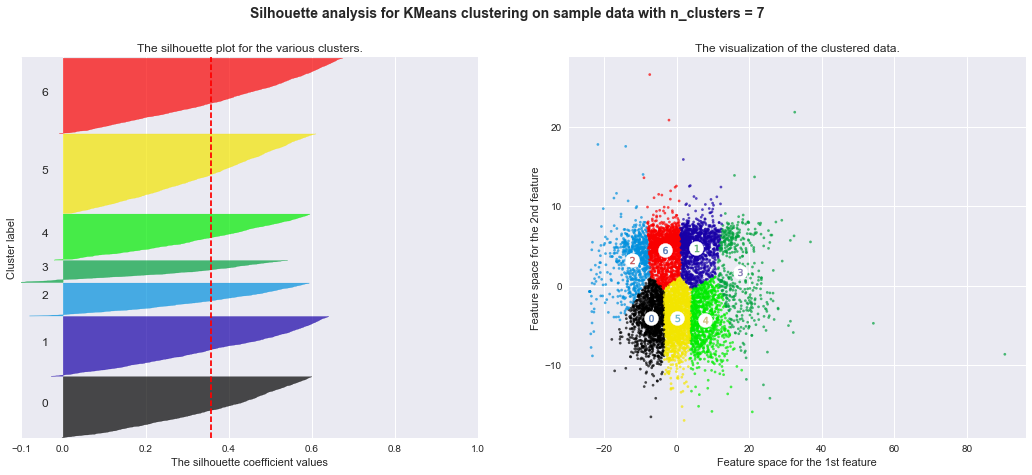 Silhouette analysis for KMeans clustering on sample data with n_clusters = 7
The silhouette plot for the various clusters.
6
5
4
3
2
1
0
Cluster label
−0.1 0.0 0.2 0.4 0.6 0.8 1.0
The silhouette coefficient values
The visualization of the clustered data.
20
10
0
−10
Feature space for the 2nd feature
6 1
2
3
0 5 4
−20 0 20 40 60 80
Feature space for the 1st feature